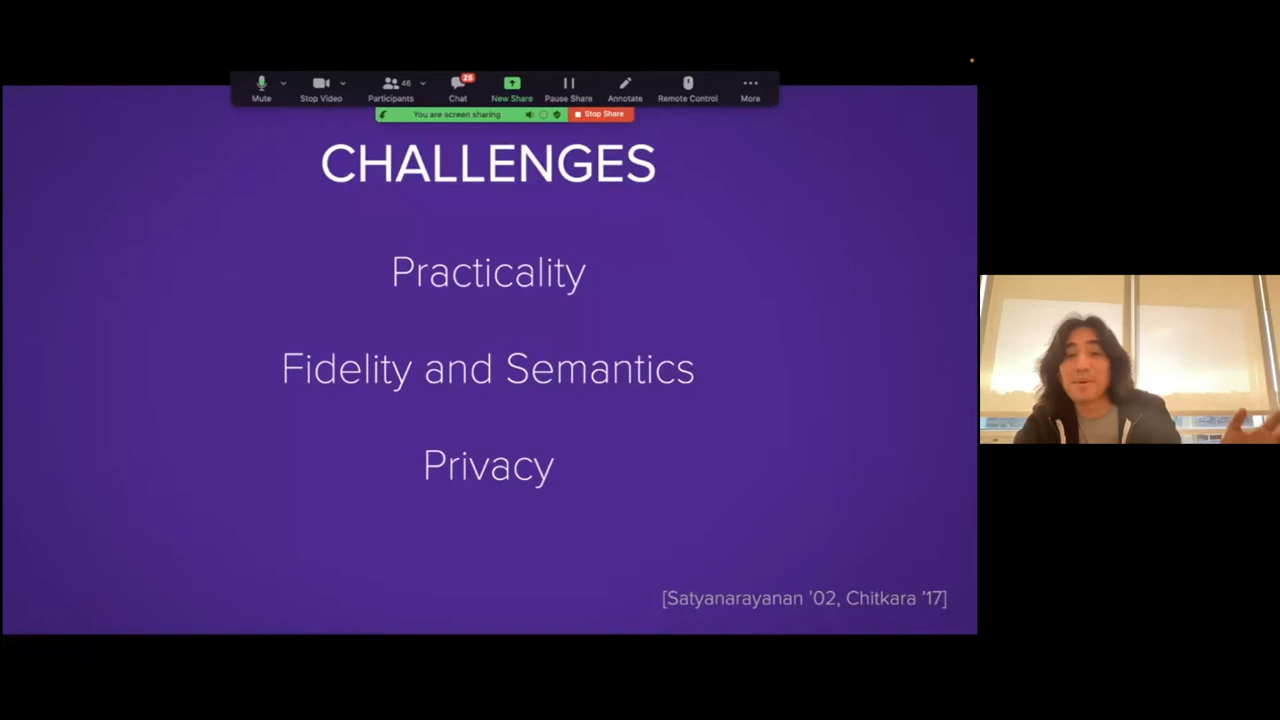 46
25
Mute
Stop Video
Participants
Chat
New Share
Pause Share
Annotate
Remote Control
More
You are screen sharing
Stop Share
CHALLENGES
Practicality
Fidelity and Semantics
Privacy
[Satyanarayanan ’02, Chitkara ’17]